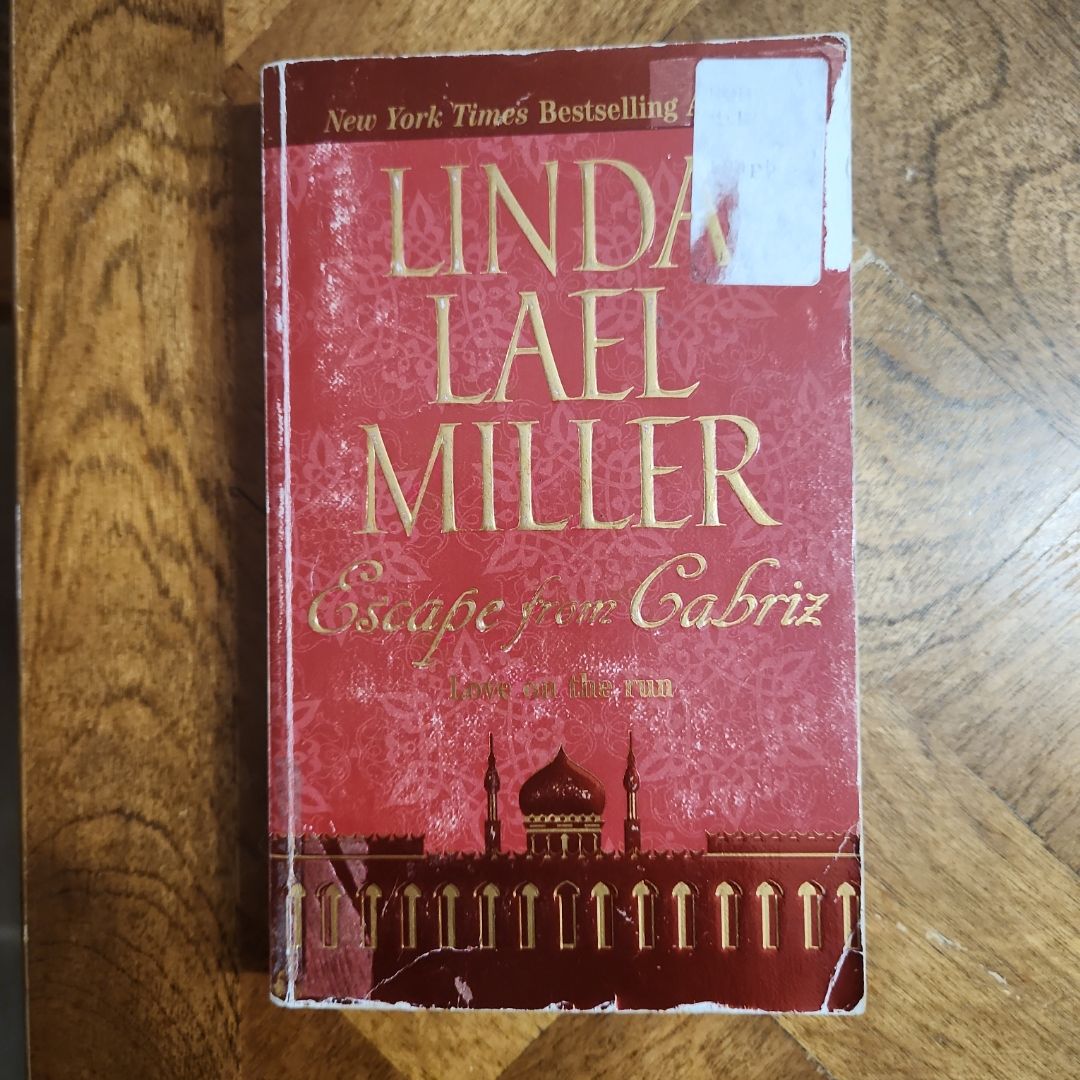 New York Times Bestselling A
LINDA
LAEL
MILLER
Escape from Cabriz
Love on the run